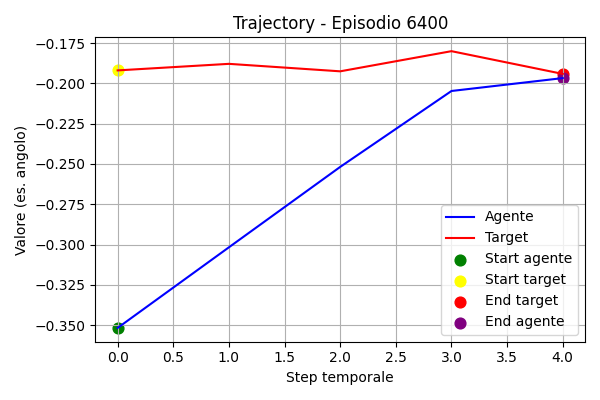 Trajectory - Episodio 6400
Valore (es. angolo)
−0.175
−0.200
−0.225
−0.250
−0.275
−0.300
−0.325
−0.350
Agente
Target
Start agente
Start target
End target
End agente
0.0 0.5 1.0 1.5 2.0 2.5 3.0 3.5 4.0
Step temporale